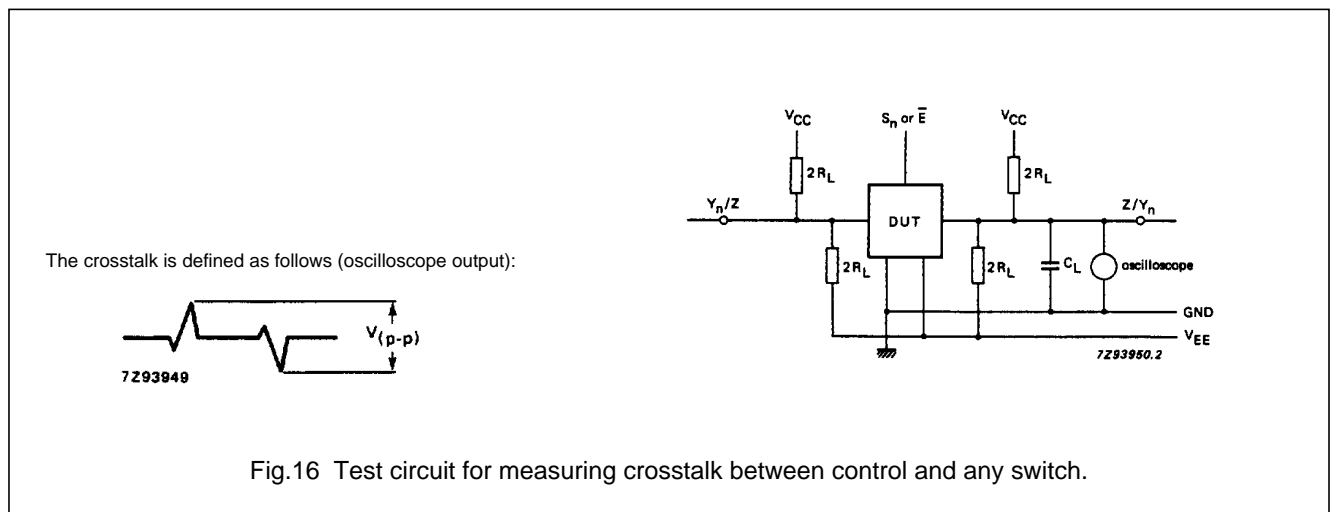 The crosstalk is defined as follows (oscilloscope output):
V(p-p)
7Z93949
VCC
Sn or E̅
VCC
2RL
2RL
Yn/Z
DUT
Z/Yn
2RL
2RL
CL
oscilloscope
GND
VEE
7Z93950.2
Fig.16 Test circuit for measuring crosstalk between control and any switch.